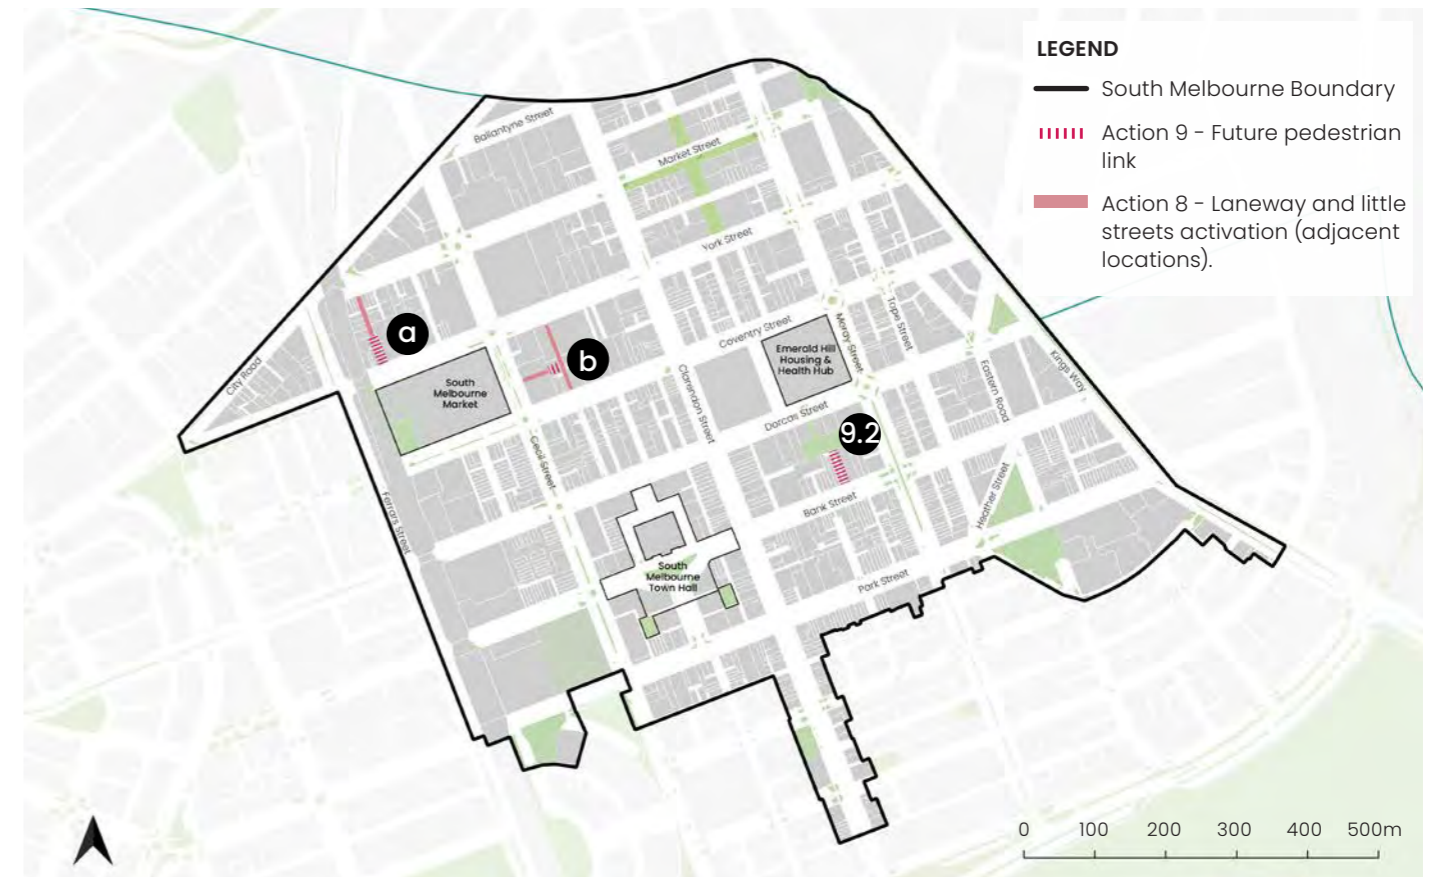 LEGEND
South Melbourne Boundary
Action 9 - Future pedestrian
link
Action 8 - Laneway and little
streets activation (adjacent
locations).
Ballantyne Street
Market Street
York Street
Coventry Street
Tope Street
Moray Street
Emerald Hill
Housing &
Health Hub
Eastern Road
Kings Way
City Road
a
b
South
Melbourne
Market
Clarendon Street
Dorcas Street
9.2
Cecil Street
Ferrars Street
Bank Street
Heather Street
South
Melbourne
Town Hall
Park Street
0 100 200 300 400 500m